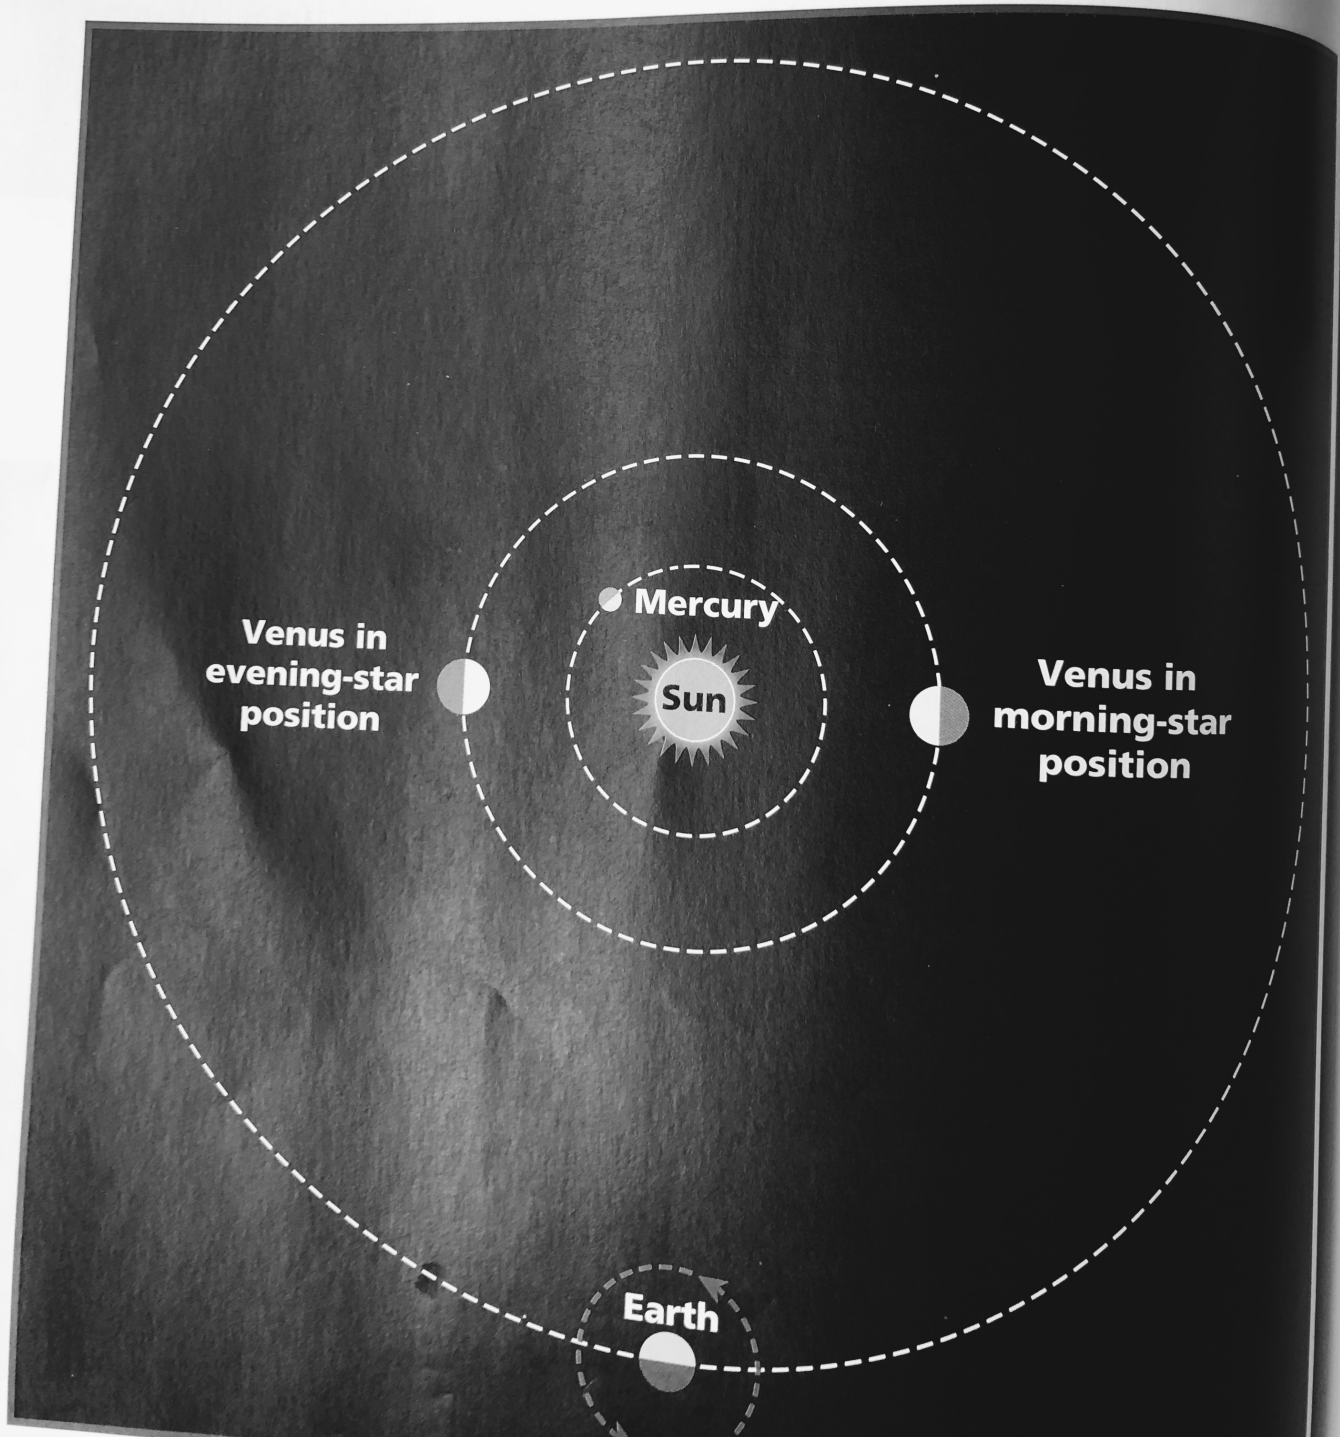 Mercury
Venus in
evening-star
position
Sun
Venus in
morning-star
position
Earth